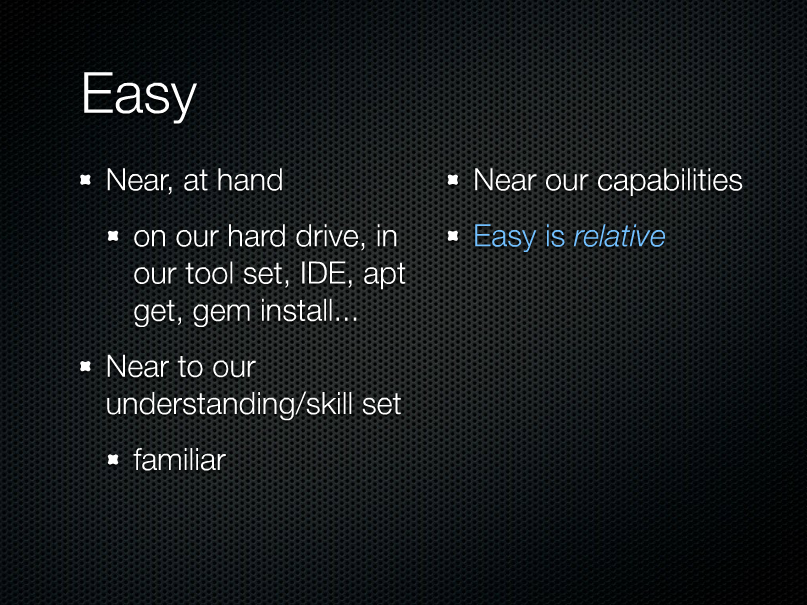 Easy
Near, at hand
on our hard drive, in
our tool set, IDE, apt
get, gem install...
Near to our
understanding/skill set
familiar
Near our capabilities
Easy is relative